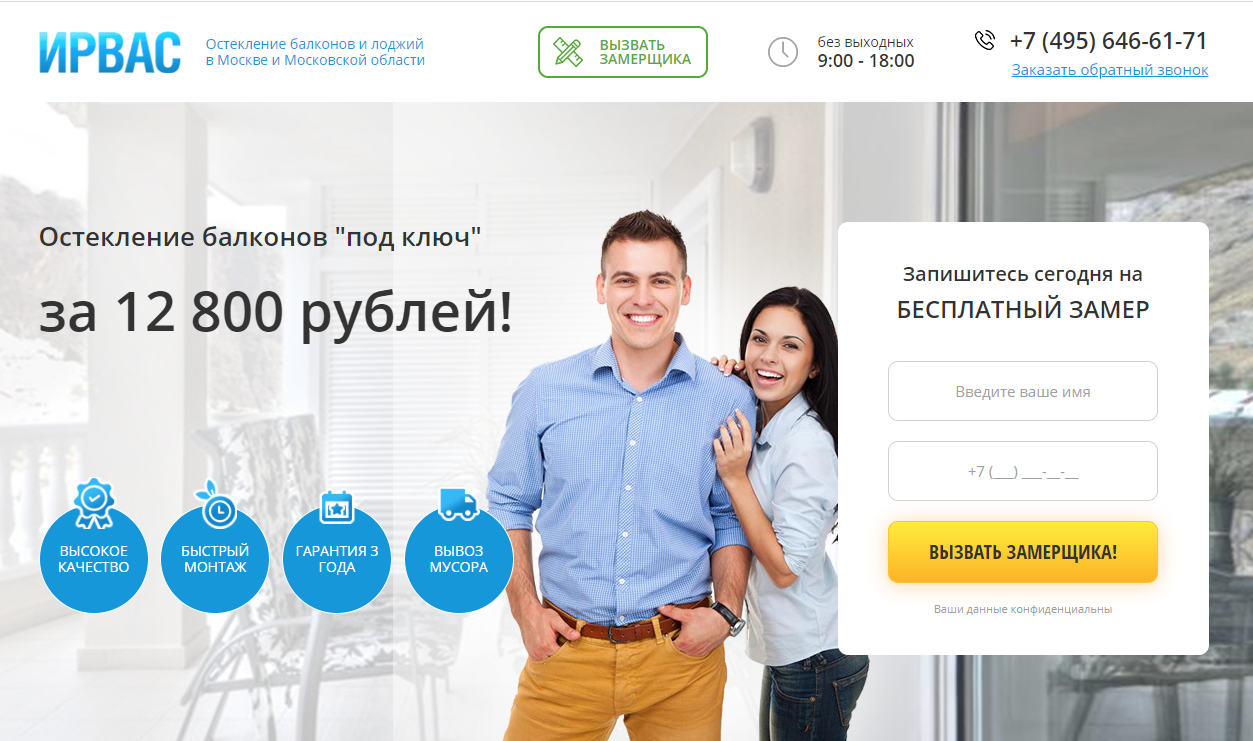 ИРВАС
Остекление балконов и лоджий
в Москве и Московской области
ВЫЗВАТЬ
ЗАМЕРЩИКА
без выходных
9:00 - 18:00
+7 (495) 646-61-71
Заказать обратный звонок
Остекление балконов "под ключ"
за 12 800 рублей!
Запишитесь сегодня на
БЕСПЛАТНЫЙ ЗАМЕР
Введите ваше имя
+7 (___) ___-__-__
ВЫЗВАТЬ ЗАМЕРЩИКА!
Ваши данные конфиденциальны
ВЫСОКОЕ
КАЧЕСТВО
БЫСТРЫЙ
МОНТАЖ
ГАРАНТИЯ 3
ГОДА
ВЫВОЗ
МУСОРА